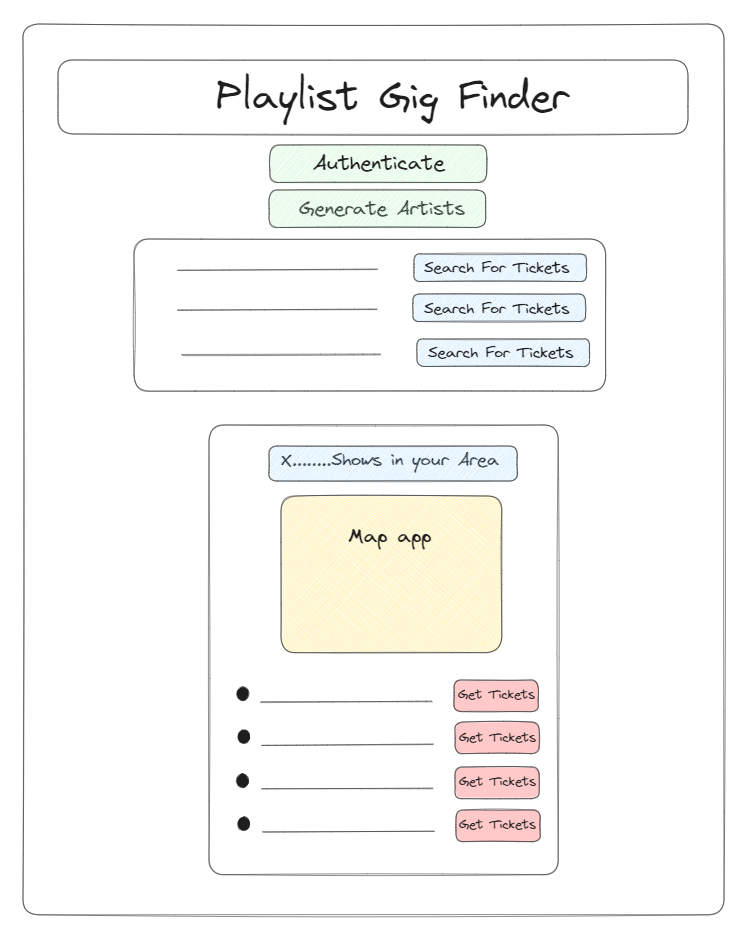 Playlist Gig Finder
Authenticate
Generate Artists
Search For Tickets
Search For Tickets
Search For Tickets
X........Shows in your Area
Map app
Get Tickets
Get Tickets
Get Tickets
Get Tickets